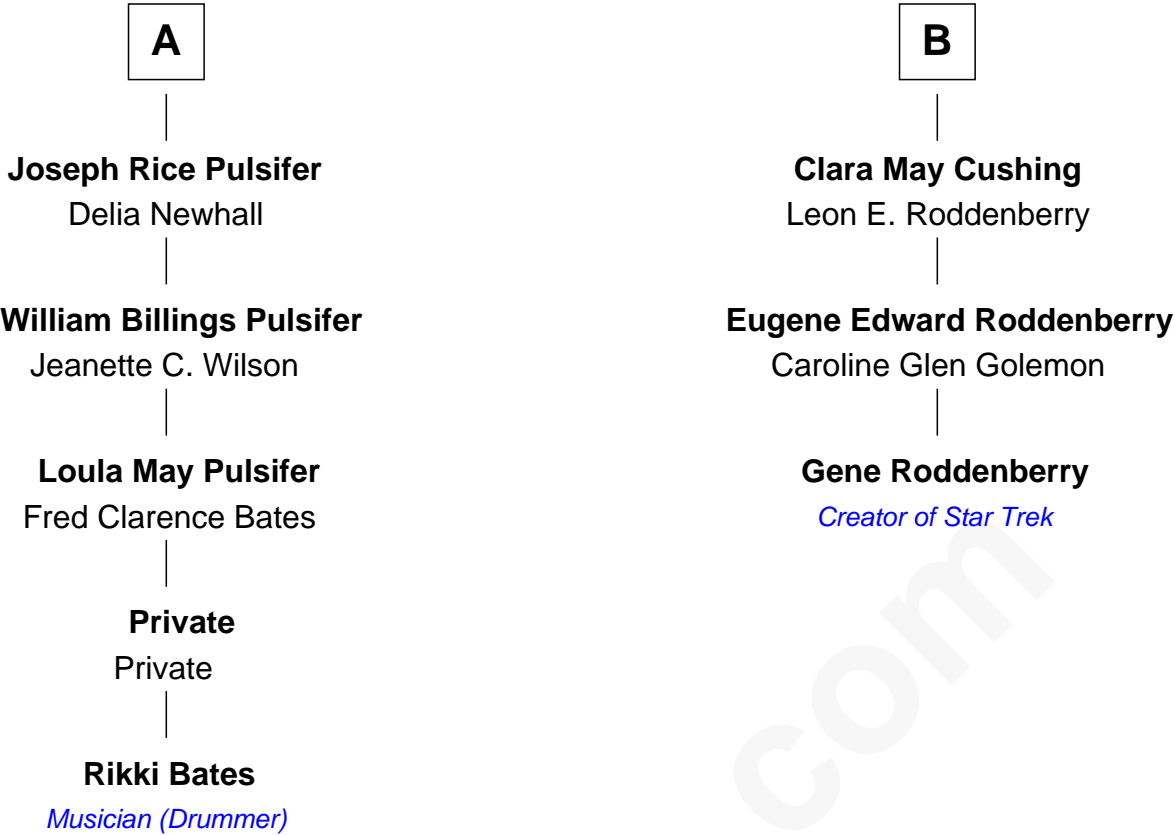 A
Joseph Rice Pulsifer
Delia Newhall
William Billings Pulsifer
Jeanette C. Wilson
Loula May Pulsifer
Fred Clarence Bates
Private
Private
Rikki Bates
Musician (Drummer)
B
Clara May Cushing
Leon E. Roddenberry
Eugene Edward Roddenberry
Caroline Glen Golemon
Gene Roddenberry
Creator of Star Trek
com